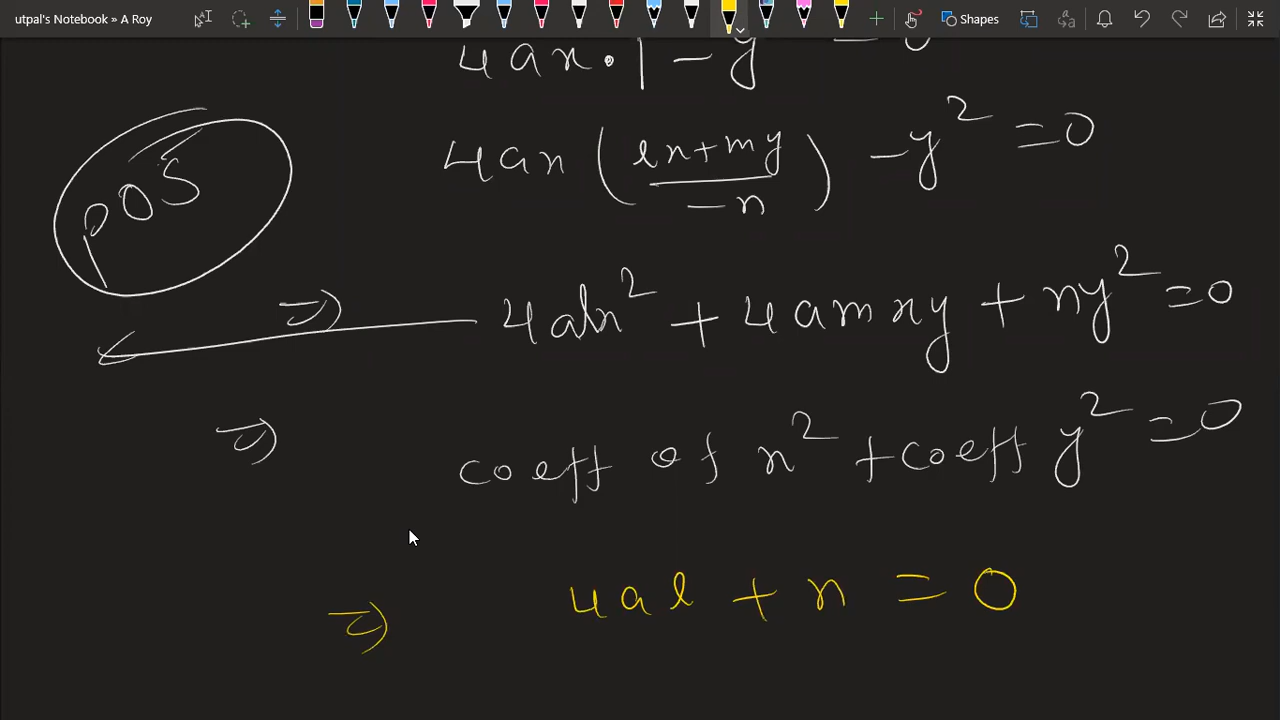 utpal's Notebook » A Roy
Shapes
4ax·1 - y = 0
4ax (lx+my / -n) - y² = 0
pos
=> 4alx² + 4amxy + ny² = 0
=> coeff of x² + coeff y² = 0
=> 4al + n = 0